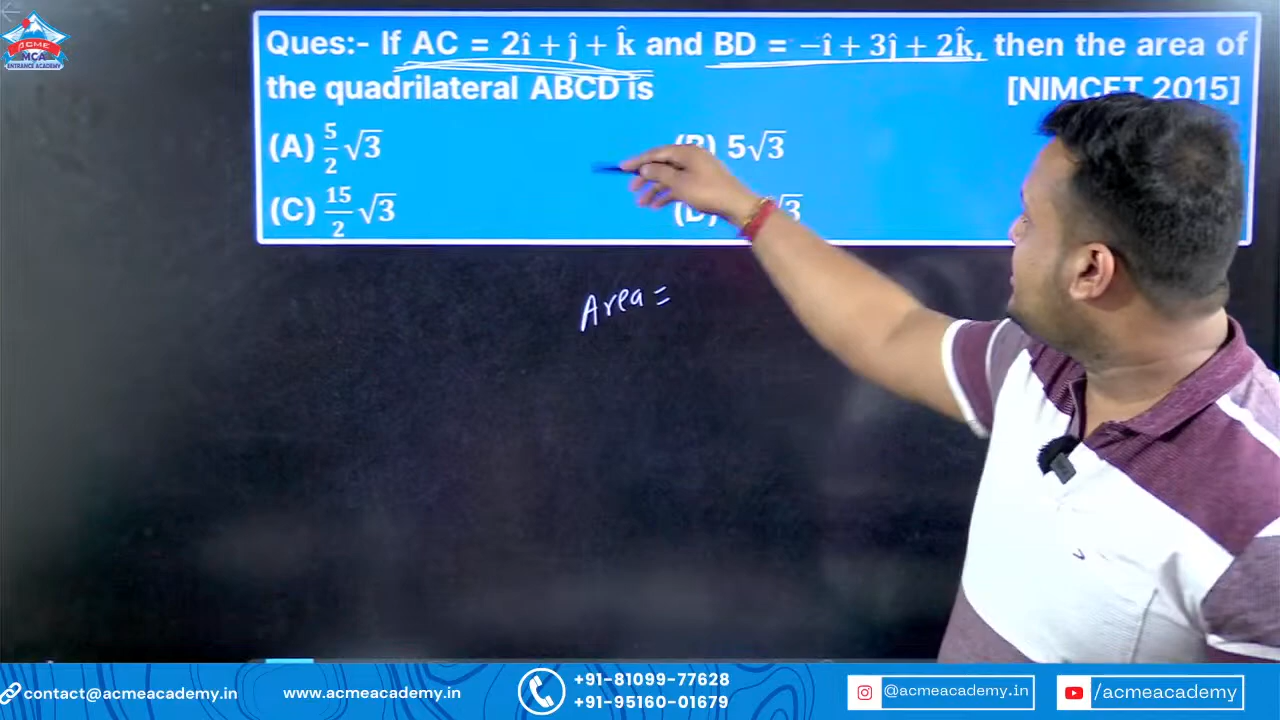 ACME
MCA
ENTRANCE ACADEMY
Ques:- If AC = 2î + ĵ + k̂ and BD = −î + 3ĵ + 2k̂, then the area of
the quadrilateral ABCD is [NIMCET 2015]
(A) 5/2 √3 (B) 5√3
(C) 15/2 √3 (D) √3
Area =
contact@acmeacademy.in www.acmeacademy.in +91-81099-77628 @acmeacademy.in /acmeacademy
+91-95160-01679